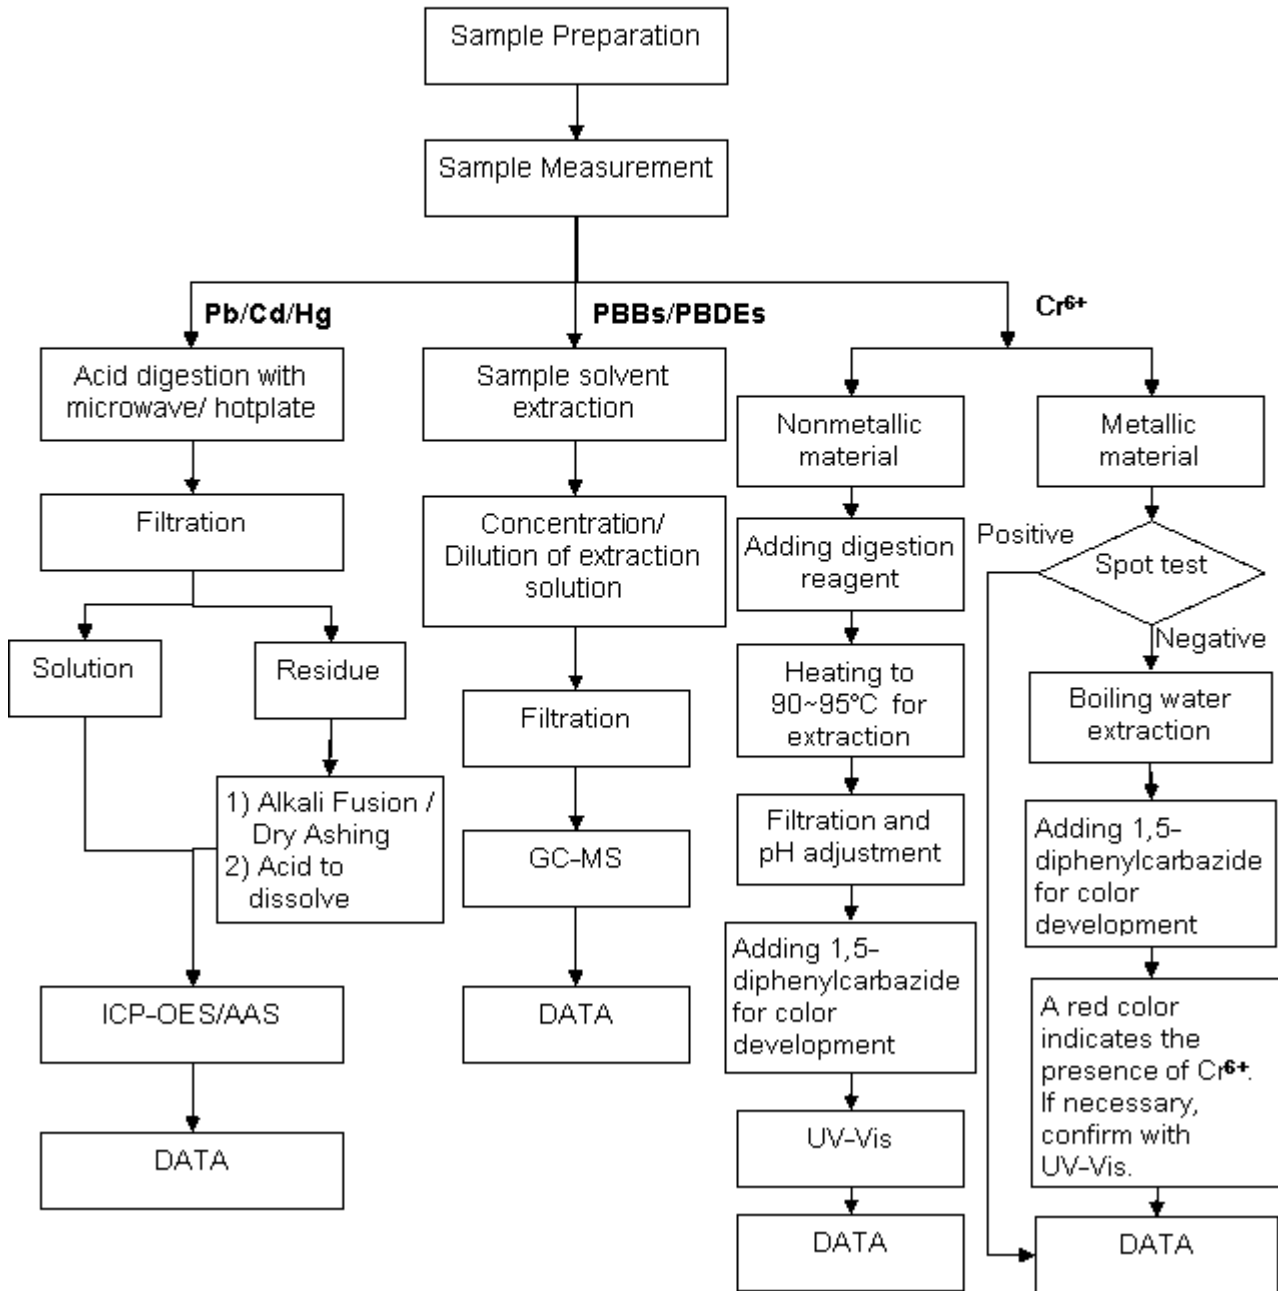 Sample Preparation
Sample Measurement
Pb/Cd/Hg
PBBs/PBDEs
Cr⁶⁺
Acid digestion with
microwave/ hotplate
Filtration
Solution
Residue
1) Alkali Fusion /
Dry Ashing
2) Acid to
dissolve
ICP-OES/AAS
DATA
Sample solvent
extraction
Concentration/
Dilution of extraction
solution
Filtration
GC-MS
DATA
Nonmetallic
material
Adding digestion
reagent
Heating to
90~95°C for
extraction
Filtration and
pH adjustment
Adding 1,5-
diphenylcarbazide
for color
development
UV-Vis
DATA
Metallic
material
Positive
Spot test
Negative
Boiling water
extraction
Adding 1,5-
diphenylcarbazide
for color
development
A red color
indicates the
presence of Cr⁶⁺.
If necessary,
confirm with
UV-Vis.
DATA